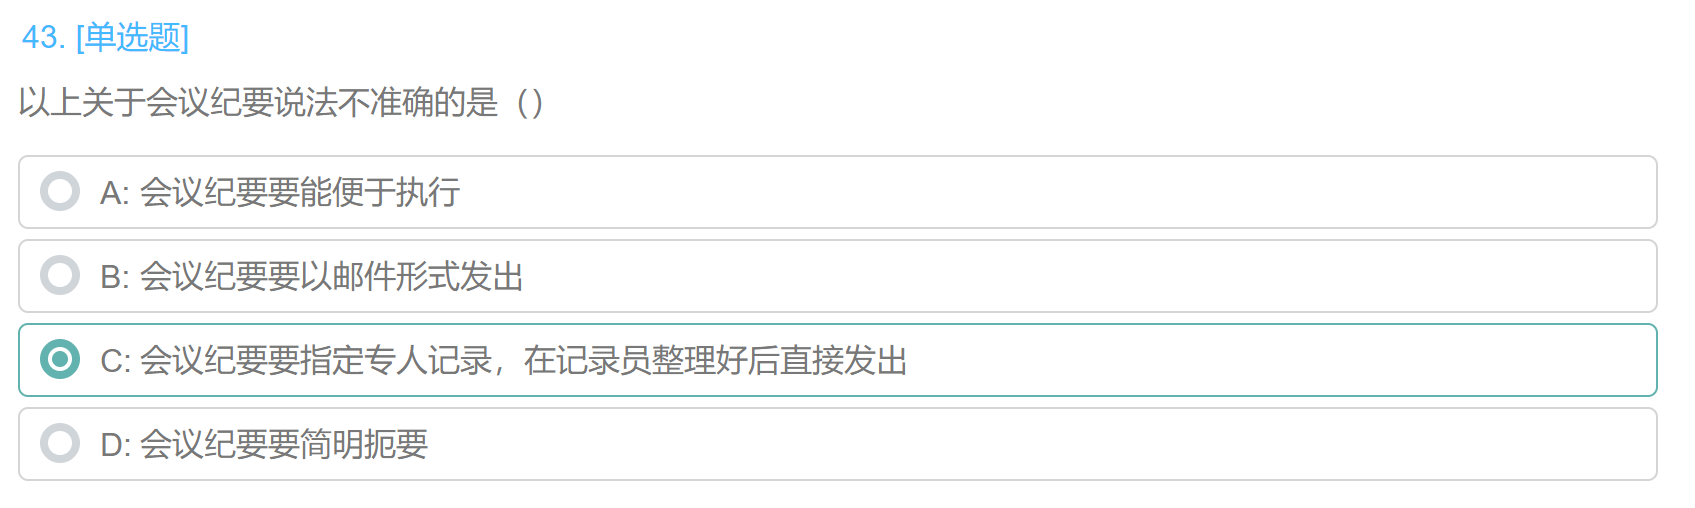 43. [单选题]
以上关于会议纪要说法不准确的是（）
A: 会议纪要要能便于执行
B: 会议纪要要以邮件形式发出
C: 会议纪要要指定专人记录，在记录员整理好后直接发出
D: 会议纪要要简明扼要